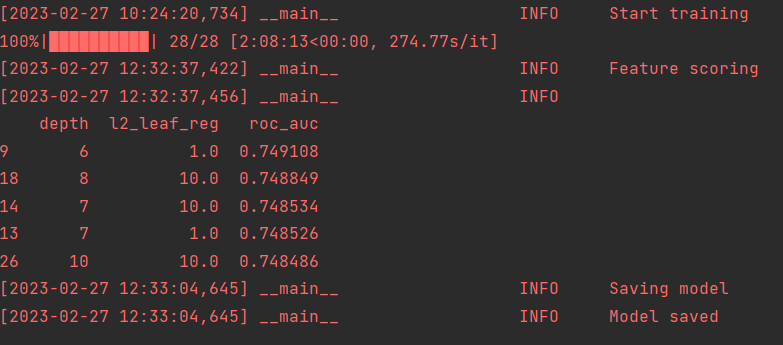 [2023-02-27 10:24:20,734] __main__                  INFO     Start training
100%|██████████| 28/28 [2:08:13<00:00, 274.77s/it]
[2023-02-27 12:32:37,422] __main__                  INFO     Feature scoring
[2023-02-27 12:32:37,456] __main__                  INFO
    depth  l2_leaf_reg   roc_auc
9       6          1.0  0.749108
18      8         10.0  0.748849
14      7         10.0  0.748534
13      7          1.0  0.748526
26     10         10.0  0.748486
[2023-02-27 12:33:04,645] __main__                  INFO     Saving model
[2023-02-27 12:33:04,645] __main__                  INFO     Model saved